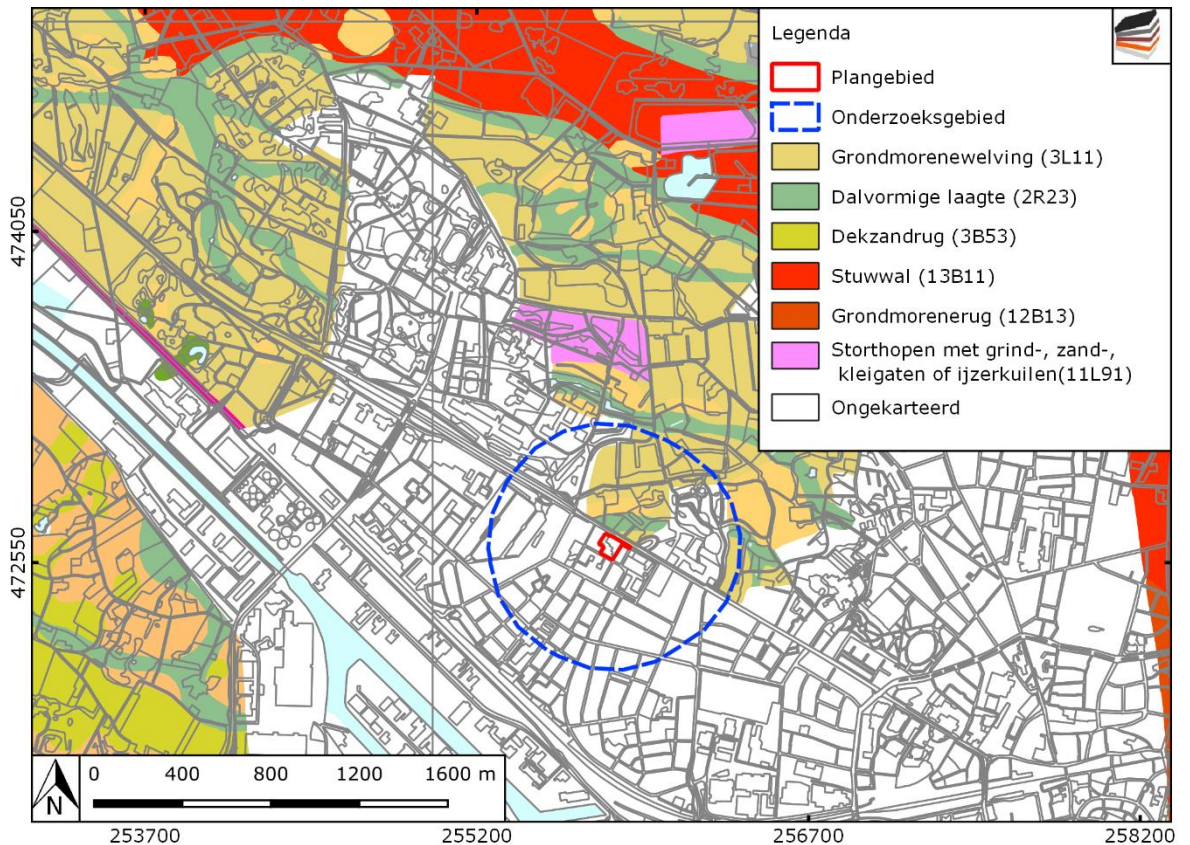 Legenda
Plangebied
Onderzoeksgebied
Grondmorenewelving (3L11)
Dalvormige laagte (2R23)
Dekzandrug (3B53)
Stuwwal (13B11)
Grondmorenerug (12B13)
Storthopen met grind-, zand-,
kleigaten of ijzerkuilen(11L91)
Ongekarteerd
474050
472550
N
0 400 800 1200 1600 m
253700 255200 256700 258200